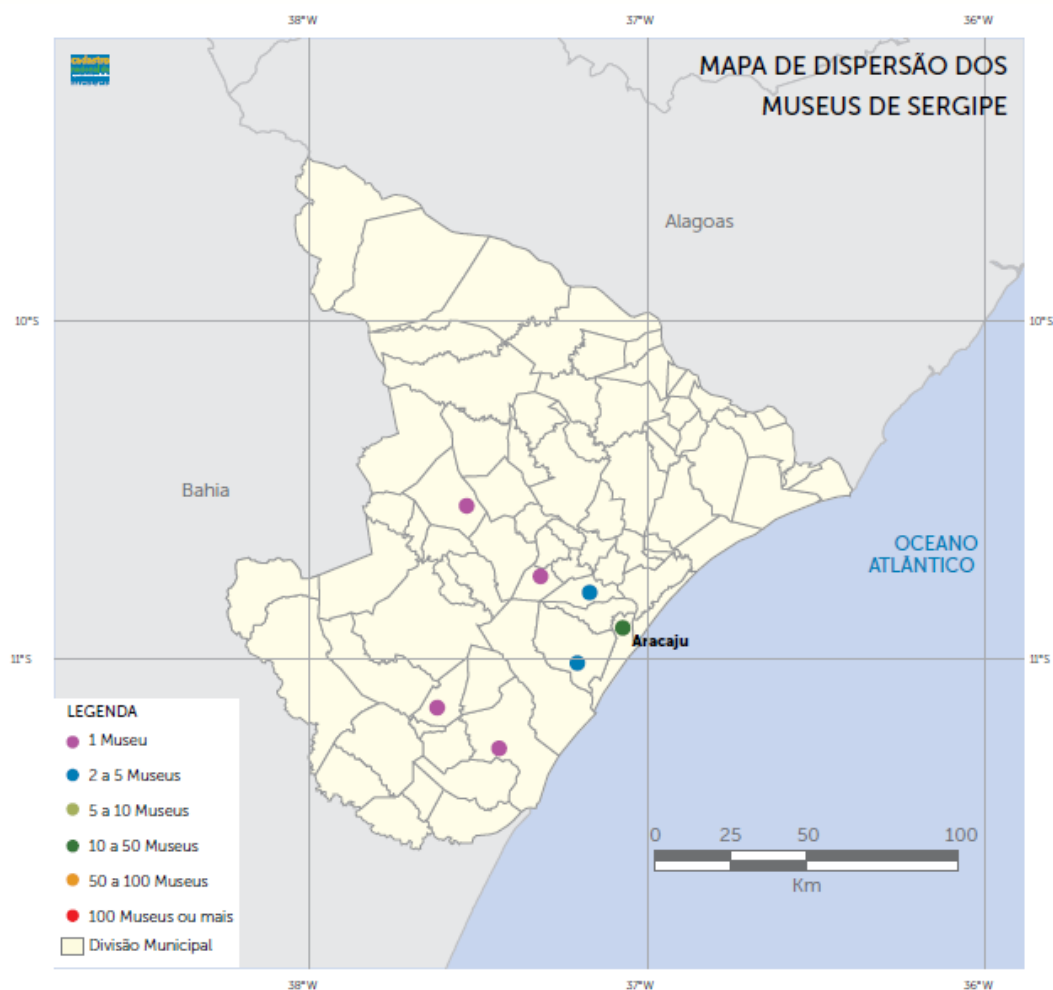 38°W
37°W
36°W
cadastro
MAPA DE DISPERSÃO DOS
MUSEUS DE SERGIPE
Alagoas
10°S
10°S
Bahia
OCEANO
ATLÂNTICO
Aracaju
11°S
11°S
LEGENDA
1 Museu
2 a 5 Museus
5 a 10 Museus
10 a 50 Museus
50 a 100 Museus
100 Museus ou mais
Divisão Municipal
0 25 50 100
Km
38°W
37°W
36°W